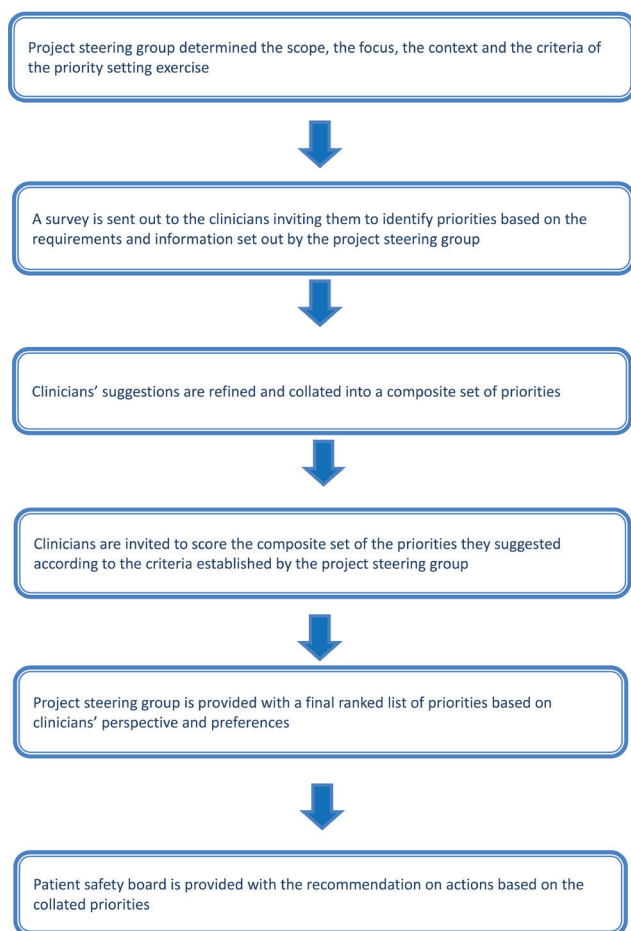 Project steering group determined the scope, the focus, the context and the criteria of
the priority setting exercise
A survey is sent out to the clinicians inviting them to identify priorities based on the
requirements and information set out by the project steering group
Clinicians’ suggestions are refined and collated into a composite set of priorities
Clinicians are invited to score the composite set of the priorities they suggested
according to the criteria established by the project steering group
Project steering group is provided with a final ranked list of priorities based on
clinicians’ perspective and preferences
Patient safety board is provided with the recommendation on actions based on the
collated priorities